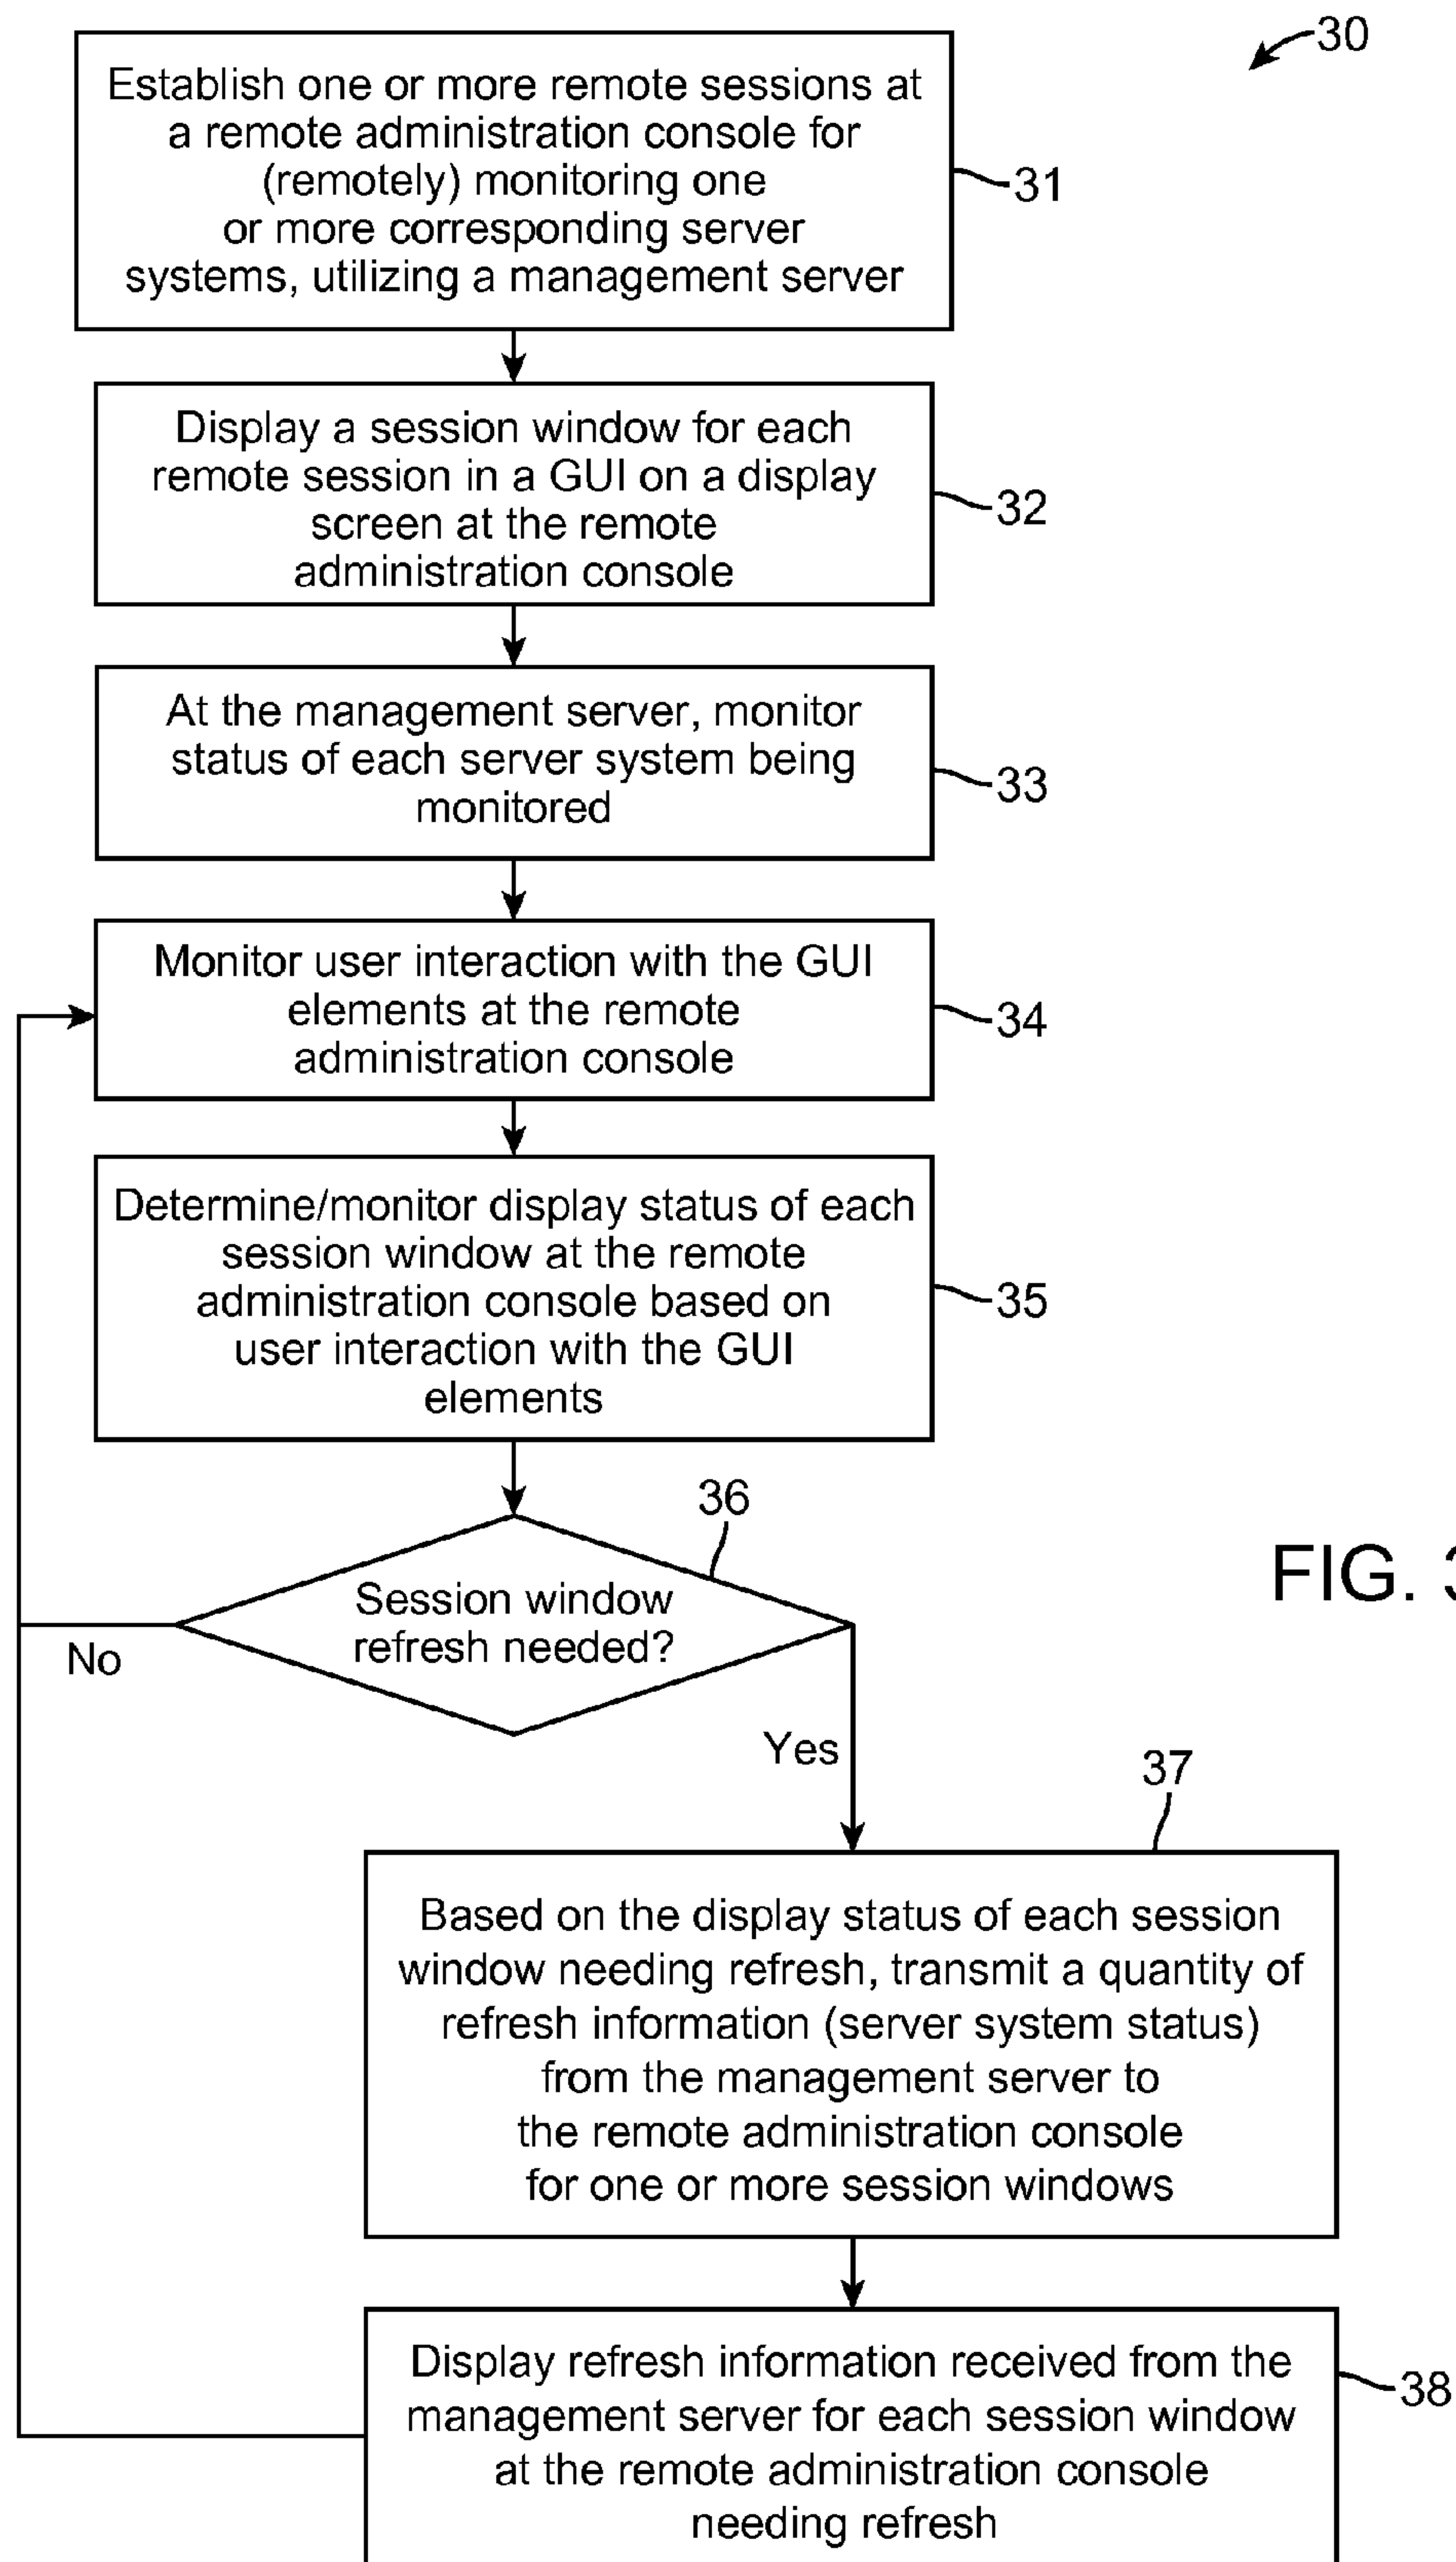 30
Establish one or more remote sessions at
a remote administration console for
(remotely) monitoring one
or more corresponding server
systems, utilizing a management server
31
Display a session window for each
remote session in a GUI on a display
screen at the remote
administration console
32
At the management server, monitor
status of each server system being
monitored
33
Monitor user interaction with the GUI
elements at the remote
administration console
34
Determine/monitor display status of each
session window at the remote
administration console based on
user interaction with the GUI
elements
35
36
Session window
refresh needed?
No
Yes
FIG.
37
Based on the display status of each session
window needing refresh, transmit a quantity of
refresh information (server system status)
from the management server to
the remote administration console
for one or more session windows
Display refresh information received from the
management server for each session window
at the remote administration console
needing refresh
38